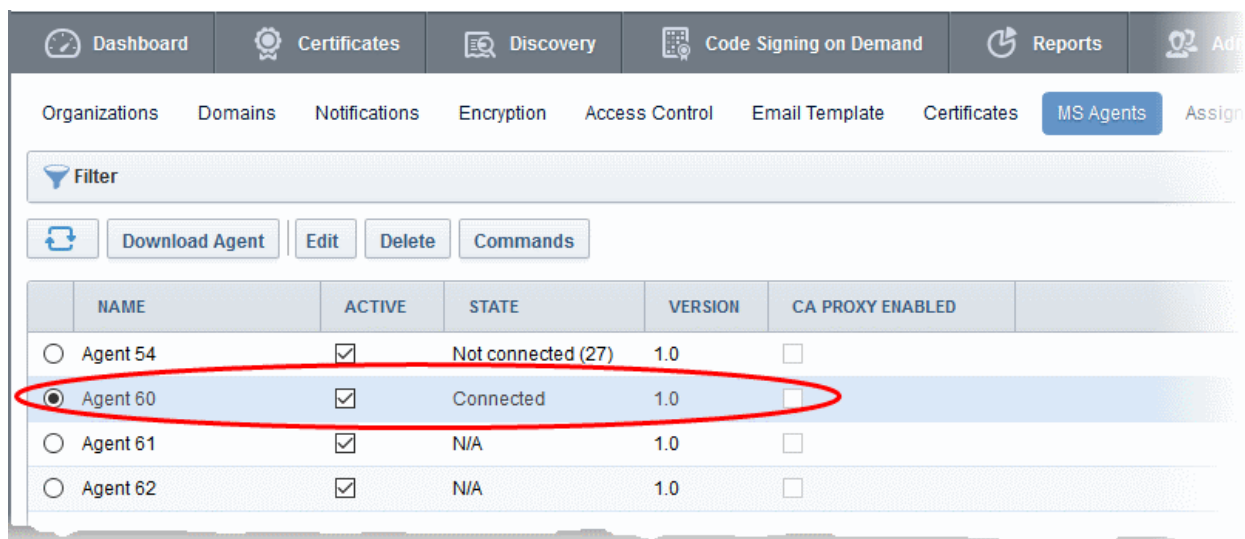 Dashboard Certificates Discovery Code Signing on Demand Reports
Organizations Domains Notifications Encryption Access Control Email Template Certificates MS Agents Assign
Filter
Download Agent Edit Delete Commands
NAME ACTIVE STATE VERSION CA PROXY ENABLED
Agent 54 Not connected (27) 1.0
Agent 60 Connected 1.0
Agent 61 N/A 1.0
Agent 62 N/A 1.0